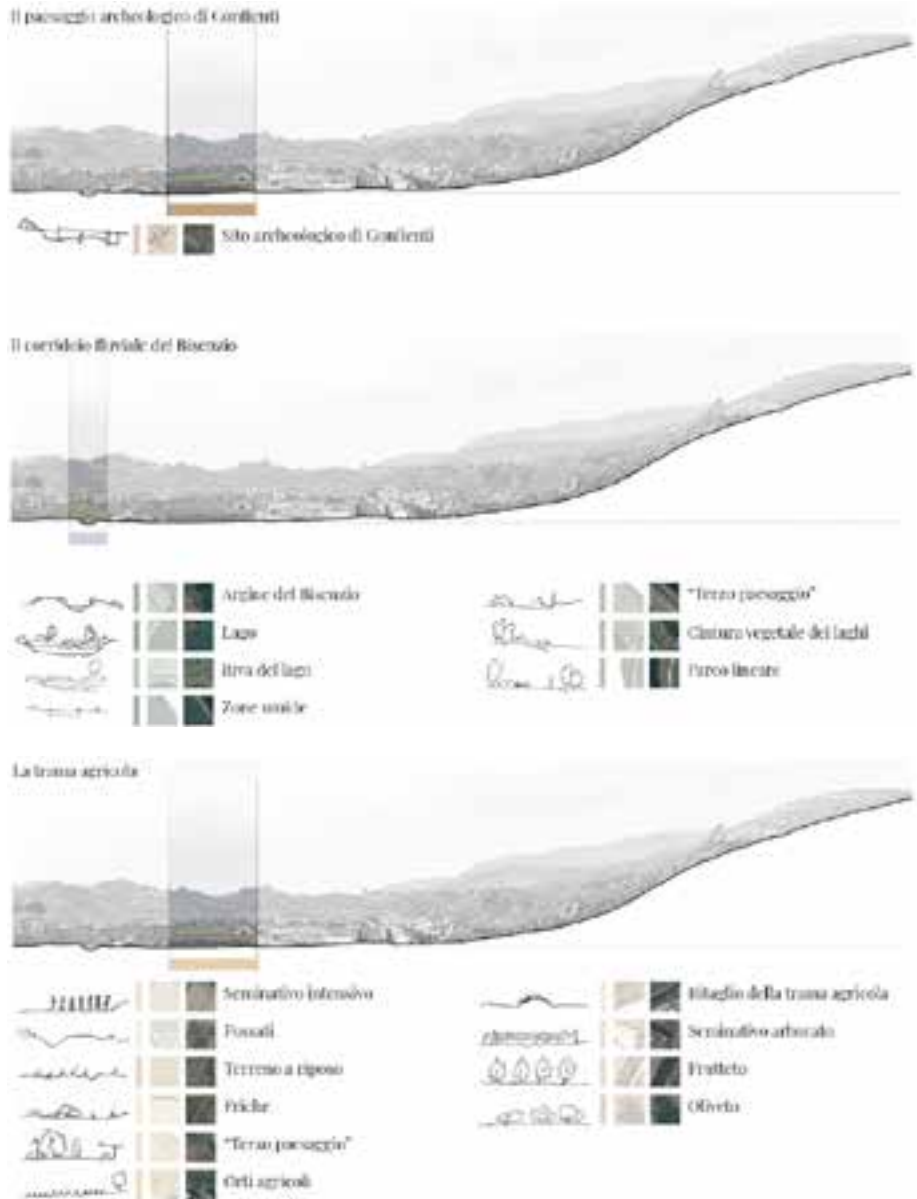 Il paesaggio archeologico di Gonfienti
Sito archeologico di Gonfienti
Il corridoio fluviale del Bisenzio
Argine del Bisenzio
Lago
Riva del lago
Zone umide
"Terzo paesaggio"
Cintura vegetale dei laghi
Parco lineare
La trama agricola
Seminativo intensivo
Fossati
Terreno a riposo
Friche
"Terzo paesaggio"
Orti agricoli
Ritaglio della trama agricola
Seminativo arborato
Frutteto
Oliveto